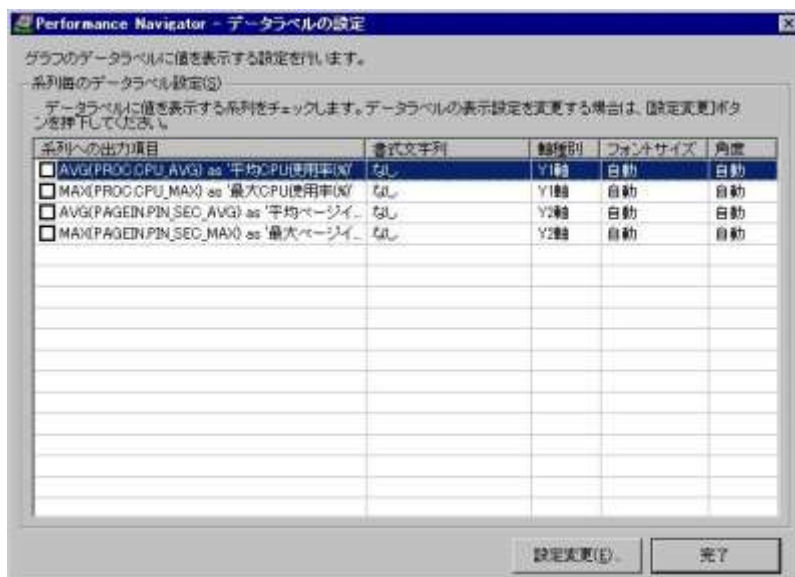 Performance Navigator - データラベルの設定
グラフのデータラベルに値を表示する設定を行います。
系列毎のデータラベル設定(S)
データラベルに値を表示する系列をチェックします。データラベルの表示設定を変更する場合は、[設定変更]ボタ
ンを押下してください。
系列への出力項目 書式文字列 軸種別 フォントサイズ 角度
AVG(PROC.CPU_AVG) as '平均CPU使用率(%)' なし Y1軸 自動 自動
MAX(PROC.CPU_MAX) as '最大CPU使用率(%)' なし Y1軸 自動 自動
AVG(PAGEIN.PIN_SEC_AVG) as '平均ページイ... なし Y2軸 自動 自動
MAX(PAGEIN.PIN_SEC_MAX) as '最大ページイ... なし Y2軸 自動 自動
設定変更(E)... 完了